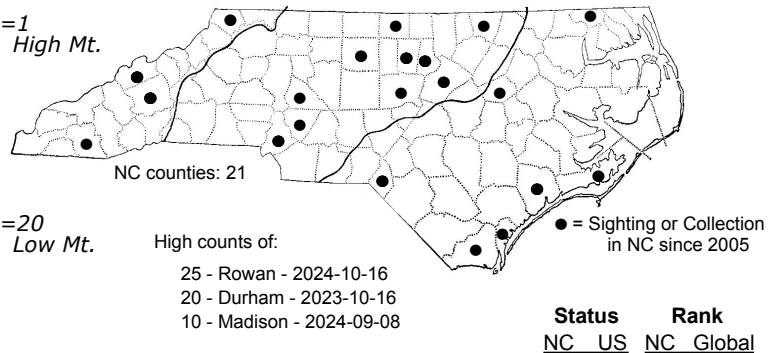 =1
High Mt.
NC counties: 21
=20
Low Mt.
High counts of:
25 - Rowan - 2024-10-16
20 - Durham - 2023-10-16
10 - Madison - 2024-09-08
● = Sighting or Collection
in NC since 2005
Status Rank
NC US NC Global